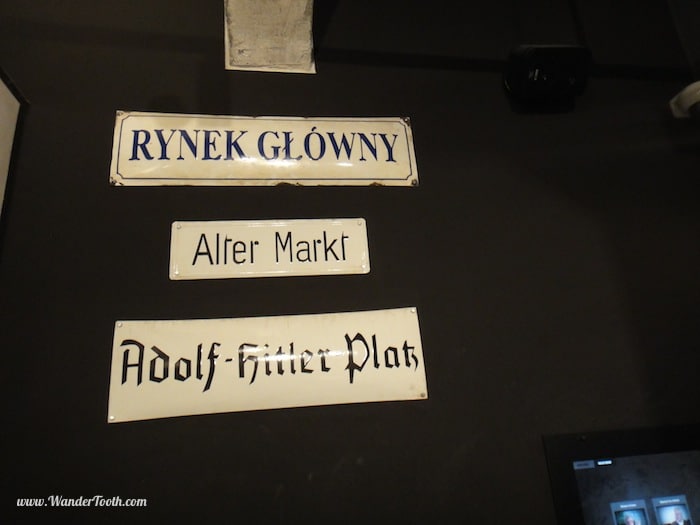 RYNEK GŁÓWNY
Alter Markt
Adolf-Hitler Platz
www.WanderTooth.com